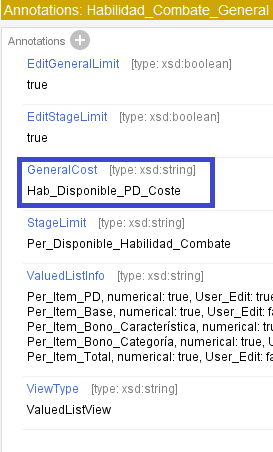 Annotations: Habilidad_Combate_General
Annotations
EditGeneralLimit [type: xsd:boolean]
true
EditStageLimit [type: xsd:boolean]
true
GeneralCost [type: xsd:string]
Hab_Disponible_PD_Coste
StageLimit [type: xsd:string]
Per_Disponible_Habilidad_Combate
ValuedListInfo [type: xsd:string]
Per_Item_PD, numerical: true, User_Edit: true
Per_Item_Base, numerical: true, User_Edit: fa
Per_Item_Bono_Característica, numerical: tru
Per_Item_Bono_Categoría, numerical: true, U
Per_Item_Total, numerical: true, User_Edit: fa
ViewType [type: xsd:string]
ValuedListView